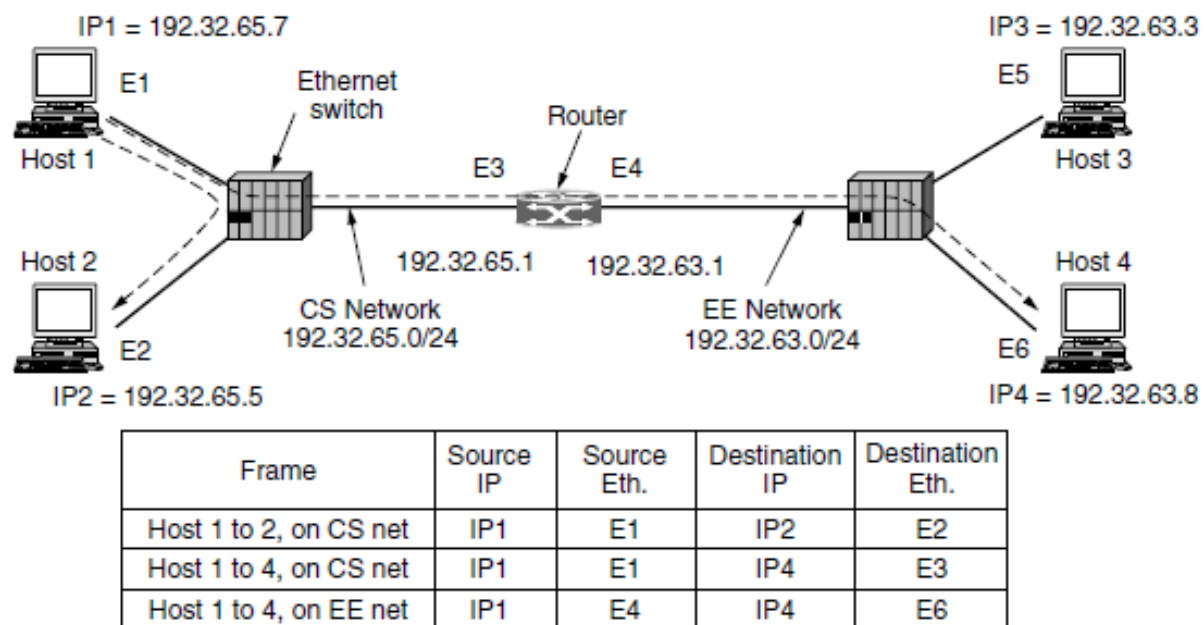 IP1 = 192.32.65.7
IP3 = 192.32.63.3
E1
Ethernet
switch
Router
E5
Host 1
E3
E4
Host 3
Host 2
192.32.65.1
192.32.63.1
Host 4
CS Network
192.32.65.0/24
EE Network
192.32.63.0/24
E2
E6
IP2 = 192.32.65.5
IP4 = 192.32.63.8
Frame
Source
IP
Source
Eth.
Destination
IP
Destination
Eth.
Host 1 to 2, on CS net IP1 E1 IP2 E2
Host 1 to 4, on CS net IP1 E1 IP4 E3
Host 1 to 4, on EE net IP1 E4 IP4 E6